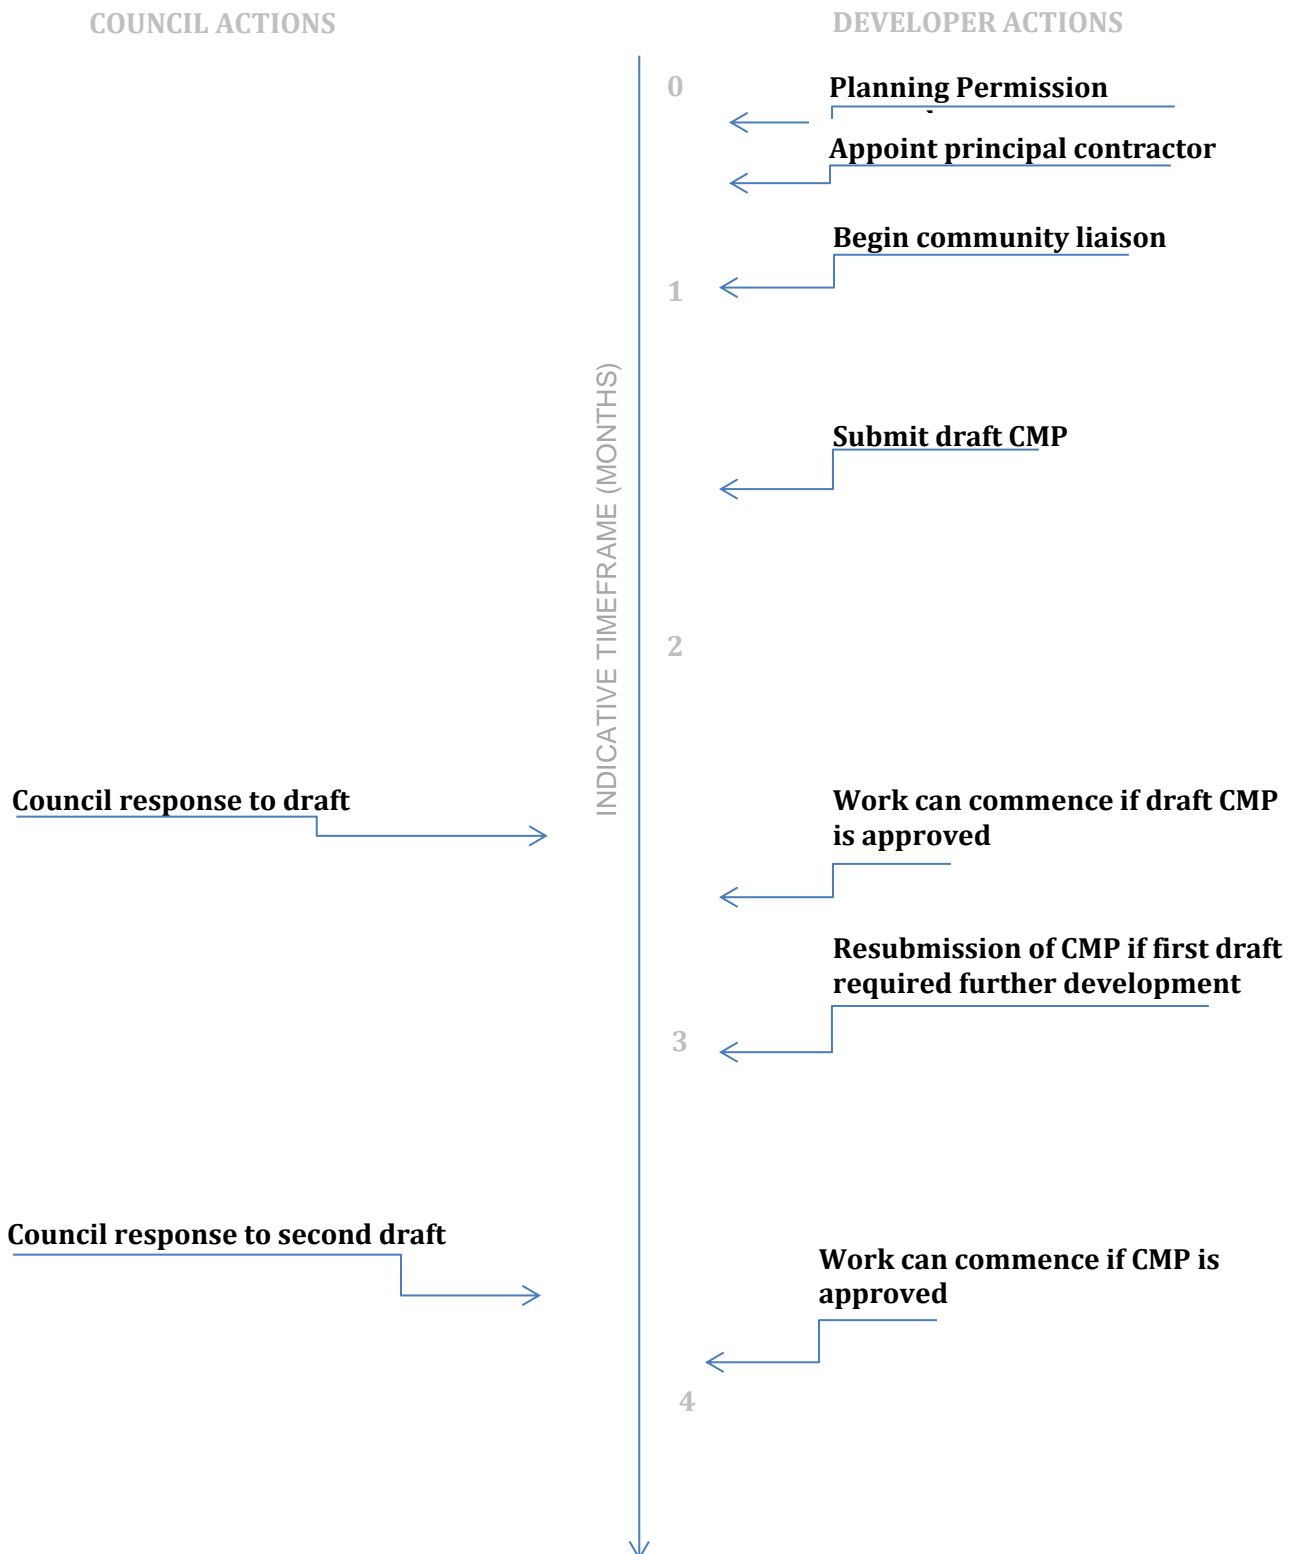 COUNCIL ACTIONS
DEVELOPER ACTIONS
0
Planning Permission
Appoint principal contractor
Begin community liaison
1
INDICATIVE TIMEFRAME (MONTHS)
Submit draft CMP
2
Council response to draft
Work can commence if draft CMP
is approved
Resubmission of CMP if first draft
required further development
3
Council response to second draft
Work can commence if CMP is
approved
4